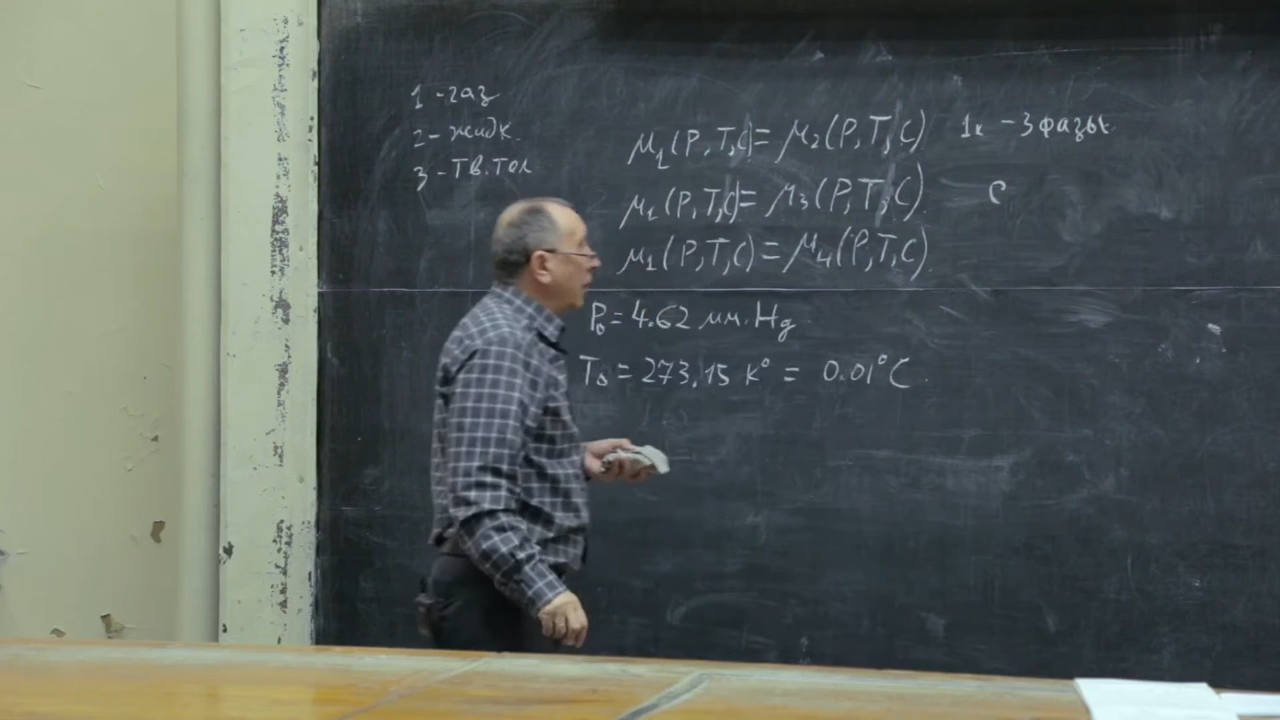 1 - газ
2 - жидк.
3 - тв.тел
μ₁(P,T,C) = μ₂(P,T,C)
1к - 3 фазы.
μ₁(P,T,C) = μ₃(P,T,C).
C
μ₁(P,T,C) = μ₄(P,T,C).
P₀ = 4.62 мм. Hg.
T₀ = 273.15 K° = 0.01°C.